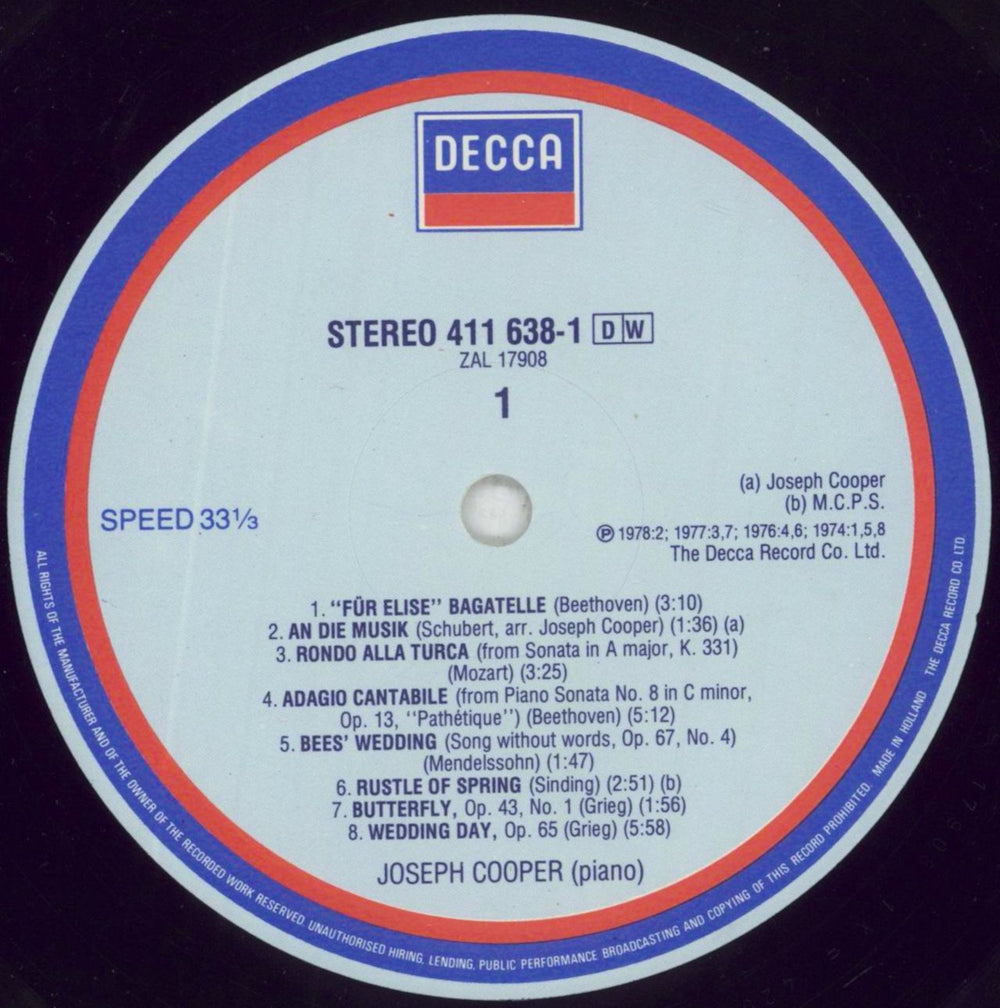 DECCA
STEREO 411 638-1 DW
ZAL 17908
1
SPEED 33⅓
(a) Joseph Cooper
(b) M.C.P.S.
℗ 1978:2; 1977:3,7; 1976:4,6; 1974:1,5,8
The Decca Record Co. Ltd.
1. "FÜR ELISE" BAGATELLE (Beethoven) (3:10)
2. AN DIE MUSIK (Schubert, arr. Joseph Cooper) (1:36) (a)
3. RONDO ALLA TURCA (from Sonata in A major, K. 331)
(Mozart) (3:25)
4. ADAGIO CANTABILE (from Piano Sonata No. 8 in C minor,
Op. 13, "Pathétique") (Beethoven) (5:12)
5. BEES' WEDDING (Song without words, Op. 67, No. 4)
(Mendelssohn) (1:47)
6. RUSTLE OF SPRING (Sinding) (2:51) (b)
7. BUTTERFLY, Op. 43, No. 1 (Grieg) (1:56)
8. WEDDING DAY, Op. 65 (Grieg) (5:58)
JOSEPH COOPER (piano)
ALL RIGHTS OF THE MANUFACTURER AND OF THE OWNER OF THE RECORDED WORK RESERVED. UNAUTHORISED HIRING, LENDING, PUBLIC PERFORMANCE BROADCASTING AND COPYING OF THIS RECORD PROHIBITED. MADE IN HOLLAND THE DECCA RECORD CO. LTD.